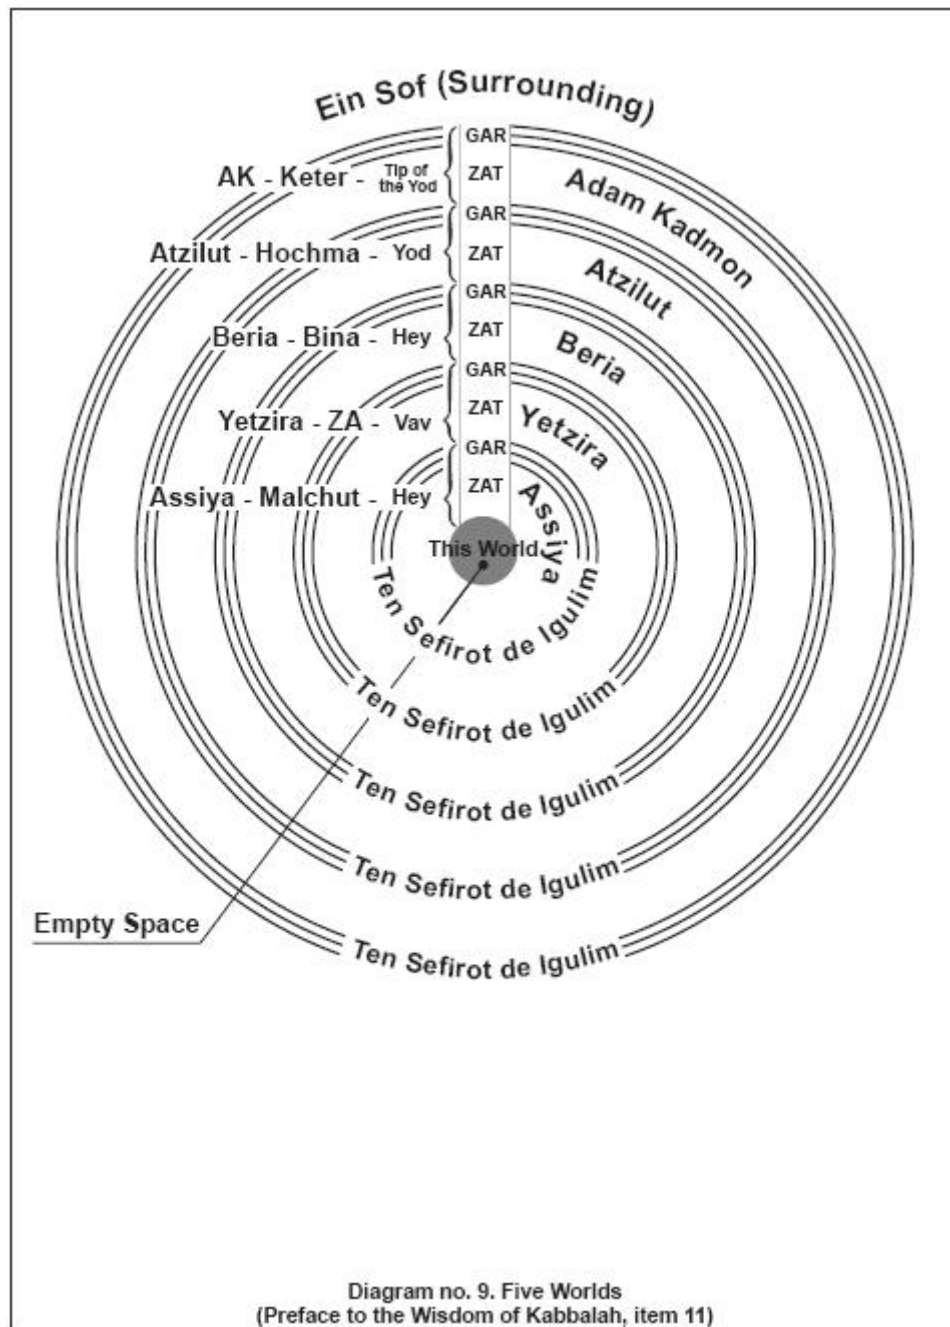 Ein Sof (Surrounding)
GAR
AK - Keter - Tip of the Yod
ZAT
Adam Kadmon
GAR
Atzilut - Hochma - Yod
ZAT
Atzilut
GAR
Beria - Bina - Hey
ZAT
Beria
GAR
Yetzira - ZA - Vav
ZAT
Yetzira
GAR
Assiya - Malchut - Hey
ZAT
Assiya
This World
Ten Sefirot de Igulim
Ten Sefirot de Igulim
Ten Sefirot de Igulim
Ten Sefirot de Igulim
Empty Space
Ten Sefirot de Igulim
Diagram no. 9. Five Worlds
(Preface to the Wisdom of Kabbalah, item 11)